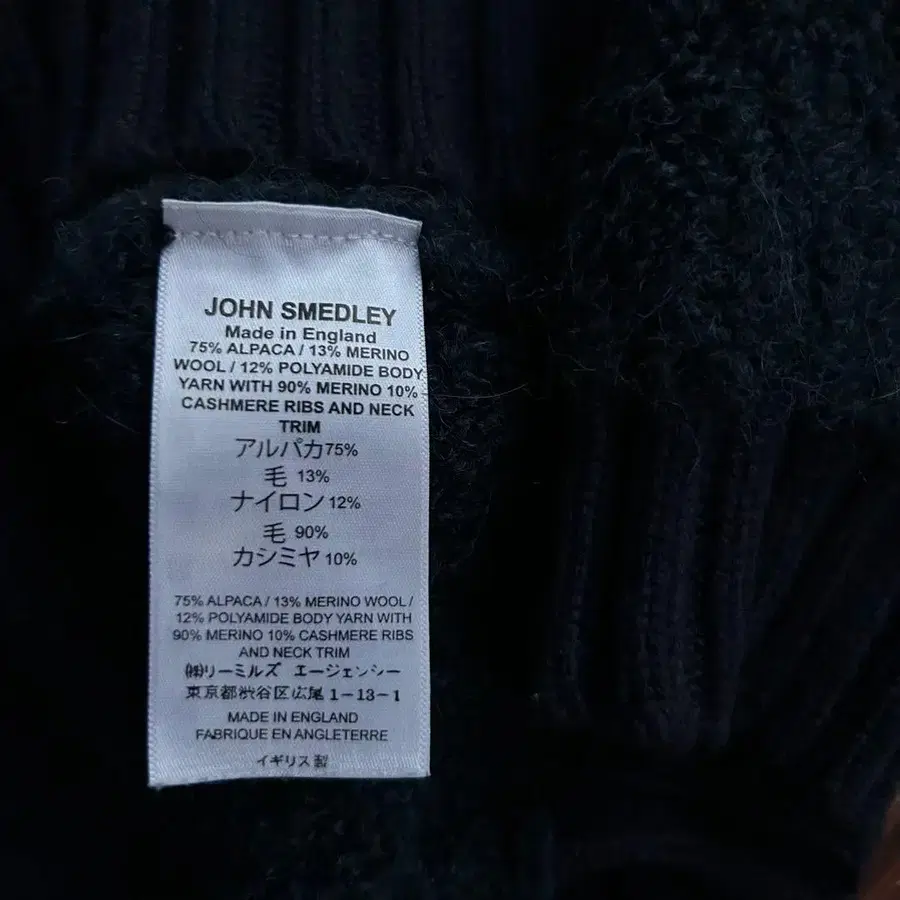 JOHN SMEDLEY
Made in England
75% ALPACA / 13% MERINO
WOOL / 12% POLYAMIDE BODY
YARN WITH 90% MERINO 10%
CASHMERE RIBS AND NECK
TRIM
アルパカ75%
毛 13%
ナイロン 12%
毛 90%
カシミヤ 10%
75% ALPACA / 13% MERINO WOOL /
12% POLYAMIDE BODY YARN WITH
90% MERINO 10% CASHMERE RIBS
AND NECK TRIM
㈱リーミルズ エージェンシー
東京都渋谷区広尾 1-13-1
MADE IN ENGLAND
FABRIQUE EN ANGLETERRE
イギリス製